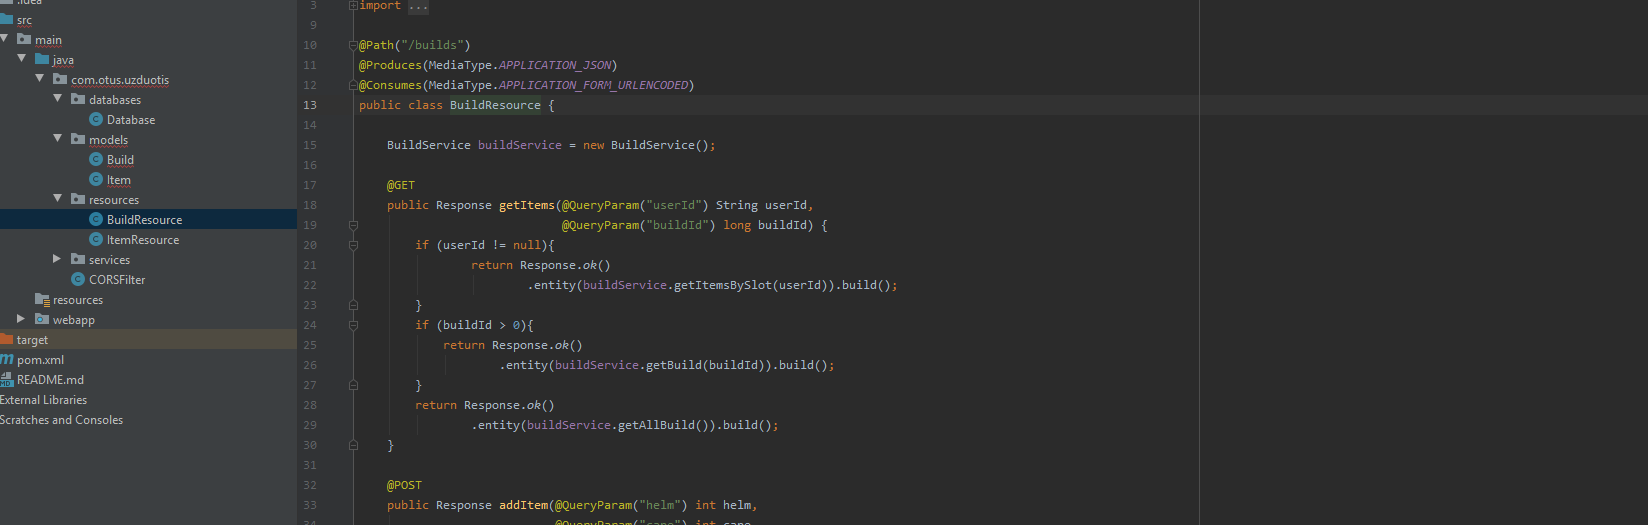 .idea
src
main
java
com.otus.uzduotis
databases
Database
models
Build
Item
resources
BuildResource
ItemResource
services
CORSFilter
resources
webapp
target
pom.xml
README.md
External Libraries
Scratches and Consoles
3 import ...
9
10 @Path("/builds")
11 @Produces(MediaType.APPLICATION_JSON)
12 @Consumes(MediaType.APPLICATION_FORM_URLENCODED)
13 public class BuildResource {
14
15 BuildService buildService = new BuildService();
16
17 @GET
18 public Response getItems(@QueryParam("userId") String userId,
19 @QueryParam("buildId") long buildId) {
20 if (userId != null){
21 return Response.ok()
22 .entity(buildService.getItemsBySlot(userId)).build();
23 }
24 if (buildId > 0){
25 return Response.ok()
26 .entity(buildService.getBuild(buildId)).build();
27 }
28 return Response.ok()
29 .entity(buildService.getAllBuild()).build();
30 }
31
32 @POST
33 public Response addItem(@QueryParam("helm") int helm,
34 @QueryParam("cape") int cape,